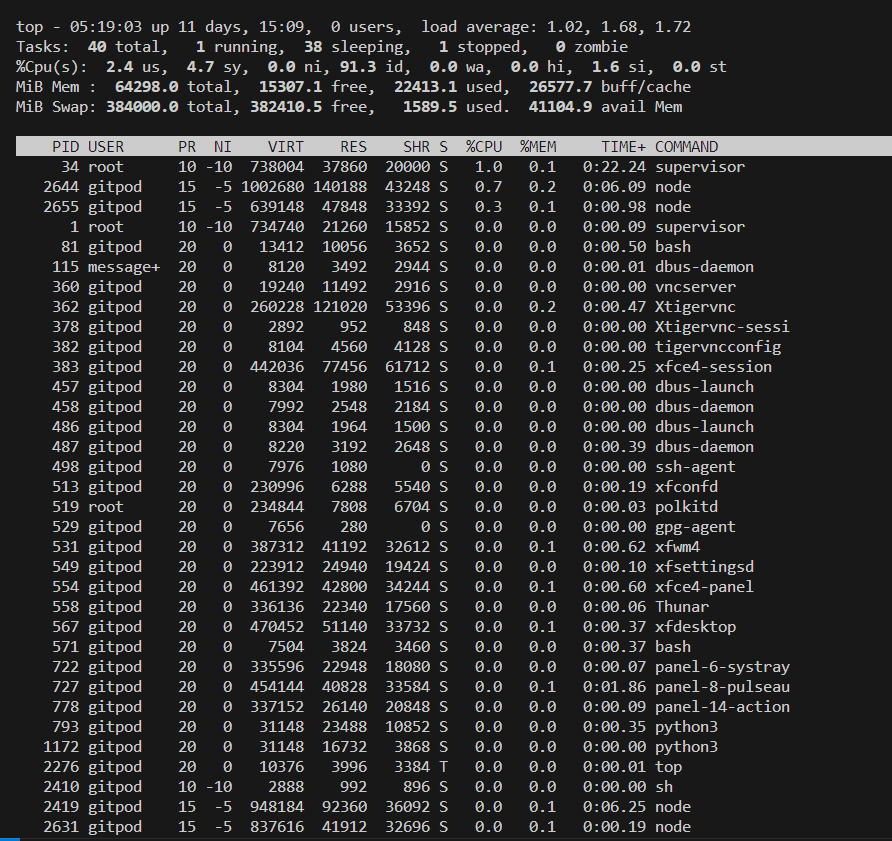 top - 05:19:03 up 11 days, 15:09,  0 users,  load average: 1.02, 1.68, 1.72
Tasks:  40 total,   1 running,  38 sleeping,   1 stopped,   0 zombie
%Cpu(s):  2.4 us,  4.7 sy,  0.0 ni, 91.3 id,  0.0 wa,  0.0 hi,  1.6 si,  0.0 st
MiB Mem :  64298.0 total,  15307.1 free,  22413.1 used,  26577.7 buff/cache
MiB Swap: 384000.0 total, 382410.5 free,   1589.5 used.  41104.9 avail Mem
PID USER      PR  NI    VIRT    RES    SHR S  %CPU  %MEM     TIME+ COMMAND
34 root      10 -10  738004  37860  20000 S   1.0   0.1   0:22.24 supervisor
2644 gitpod    15  -5 1002680 140188  43248 S   0.7   0.2   0:06.09 node
2655 gitpod    15  -5  639148  47848  33392 S   0.3   0.1   0:00.98 node
1 root      10 -10  734740  21260  15852 S   0.0   0.0   0:00.09 supervisor
81 gitpod    20   0   13412  10056   3652 S   0.0   0.0   0:00.50 bash
115 message+  20   0    8120   3492   2944 S   0.0   0.0   0:00.01 dbus-daemon
360 gitpod    20   0   19240  11492   2916 S   0.0   0.0   0:00.00 vncserver
362 gitpod    20   0  260228 121020  53396 S   0.0   0.2   0:00.47 Xtigervnc
378 gitpod    20   0    2892    952    848 S   0.0   0.0   0:00.00 Xtigervnc-sessi
382 gitpod    20   0    8104   4560   4128 S   0.0   0.0   0:00.00 tigervncconfig
383 gitpod    20   0  442036  77456  61712 S   0.0   0.1   0:00.25 xfce4-session
457 gitpod    20   0    8304   1980   1516 S   0.0   0.0   0:00.00 dbus-launch
458 gitpod    20   0    7992   2548   2184 S   0.0   0.0   0:00.00 dbus-daemon
486 gitpod    20   0    8304   1964   1500 S   0.0   0.0   0:00.00 dbus-launch
487 gitpod    20   0    8220   3192   2648 S   0.0   0.0   0:00.39 dbus-daemon
498 gitpod    20   0    7976   1080      0 S   0.0   0.0   0:00.00 ssh-agent
513 gitpod    20   0  230996   6288   5540 S   0.0   0.0   0:00.19 xfconfd
519 root      20   0  234844   7808   6704 S   0.0   0.0   0:00.03 polkitd
529 gitpod    20   0    7656    280      0 S   0.0   0.0   0:00.00 gpg-agent
531 gitpod    20   0  387312  41192  32612 S   0.0   0.1   0:00.62 xfwm4
549 gitpod    20   0  223912  24940  19424 S   0.0   0.0   0:00.10 xfsettingsd
554 gitpod    20   0  461392  42800  34244 S   0.0   0.1   0:00.60 xfce4-panel
558 gitpod    20   0  336136  22340  17560 S   0.0   0.0   0:00.06 Thunar
567 gitpod    20   0  470452  51140  33732 S   0.0   0.1   0:00.37 xfdesktop
571 gitpod    20   0    7504   3824   3460 S   0.0   0.0   0:00.37 bash
722 gitpod    20   0  335596  22948  18080 S   0.0   0.0   0:00.07 panel-6-systray
727 gitpod    20   0  454144  40828  33584 S   0.0   0.1   0:01.86 panel-8-pulseau
778 gitpod    20   0  337152  26140  20848 S   0.0   0.0   0:00.09 panel-14-action
793 gitpod    20   0   31148  23488  10852 S   0.0   0.0   0:00.35 python3
1172 gitpod    20   0   31148  16732   3868 S   0.0   0.0   0:00.00 python3
2276 gitpod    20   0   10376   3996   3384 T   0.0   0.0   0:00.01 top
2410 gitpod    10 -10    2888    992    896 S   0.0   0.0   0:00.00 sh
2419 gitpod    15  -5  948184  92360  36092 S   0.0   0.1   0:06.25 node
2631 gitpod    15  -5  837616  41912  32696 S   0.0   0.1   0:00.19 node